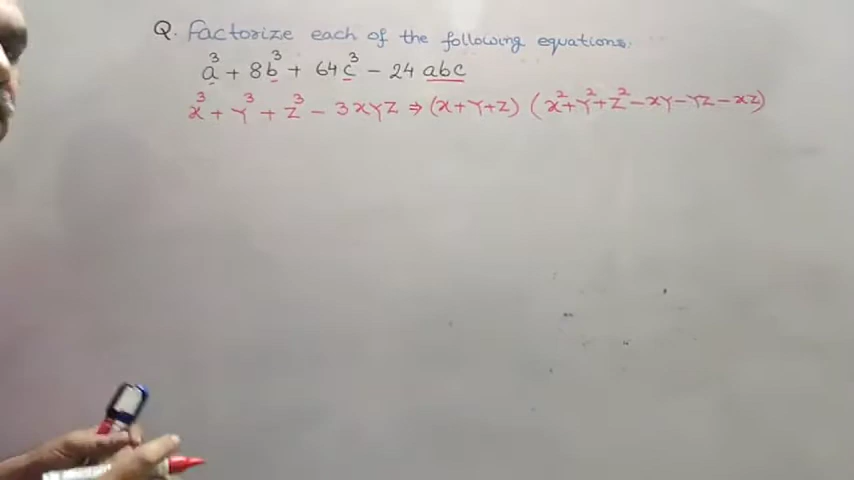 Q. Factorize each of the following equations.
a³ + 8b³ + 64c³ - 24 abc
x³ + Y³ + Z³ - 3XYZ ⇒ (x+Y+Z) (x²+Y²+Z²-XY-YZ-XZ)